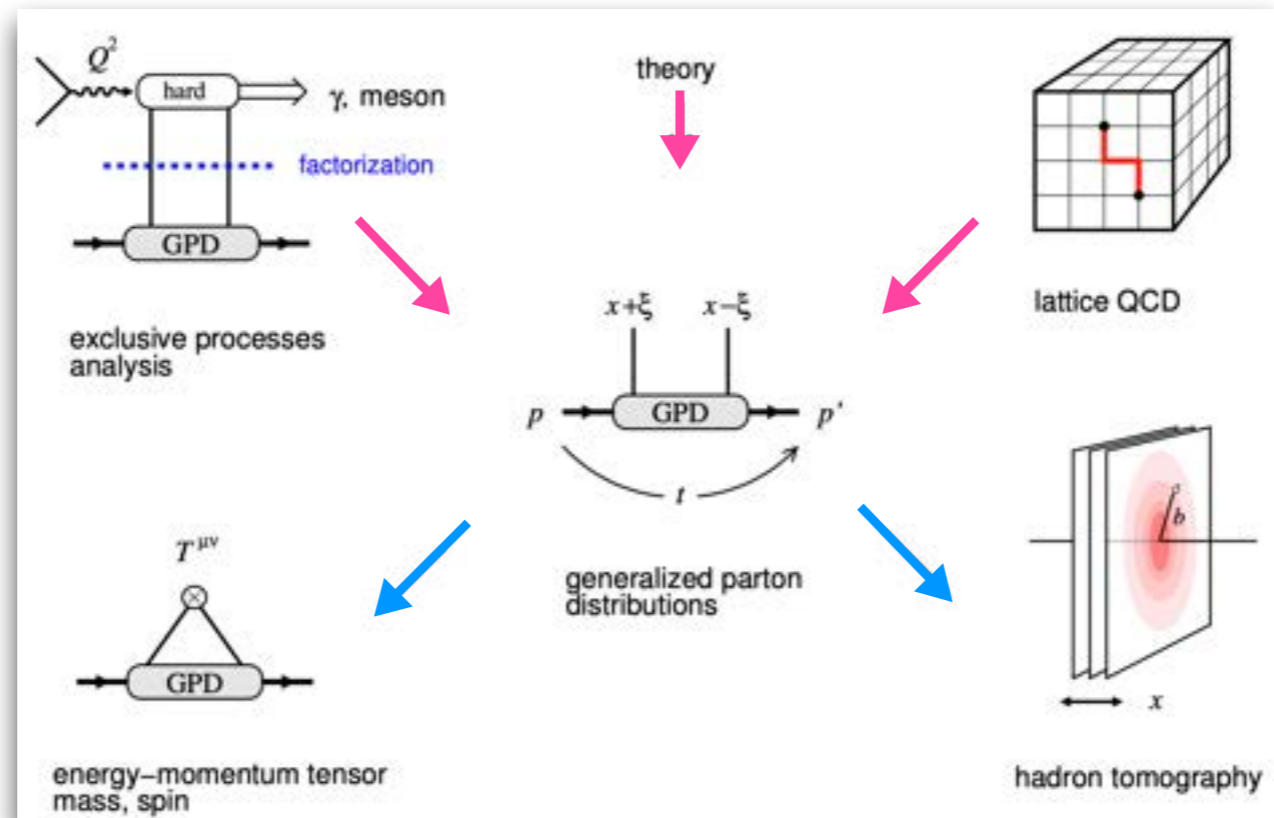 Q²
hard
γ, meson
factorization
GPD
exclusive processes
analysis
theory
lattice QCD
x+ξ
x−ξ
p
GPD
p'
t
generalized parton
distributions
T^μν
GPD
energy−momentum tensor
mass, spin
b
x
hadron tomography